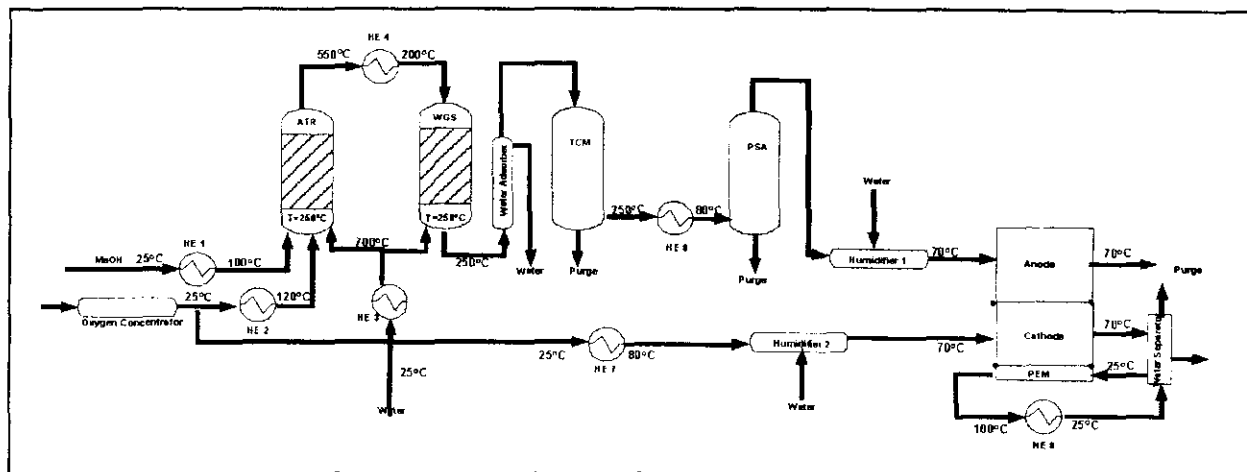 HE 4
550°C
200°C
ATR
WGS
TCM
PSA
Water Adsorber
T=250°C
T=250°C
250°C
80°C
HE 1
200°C
250°C
Water
MeOH
25°C
100°C
Water
Purge
Purge
Humidifier 1
70°C
Anode
70°C
Purge
25°C
120°C
Oxygen Concentrator
HE 2
HE 3
Cathode
70°C
25°C
HE 7
80°C
Humidifier 2
70°C
Water Separator
25°C
PEM
25°C
Water
Water
100°C
25°C